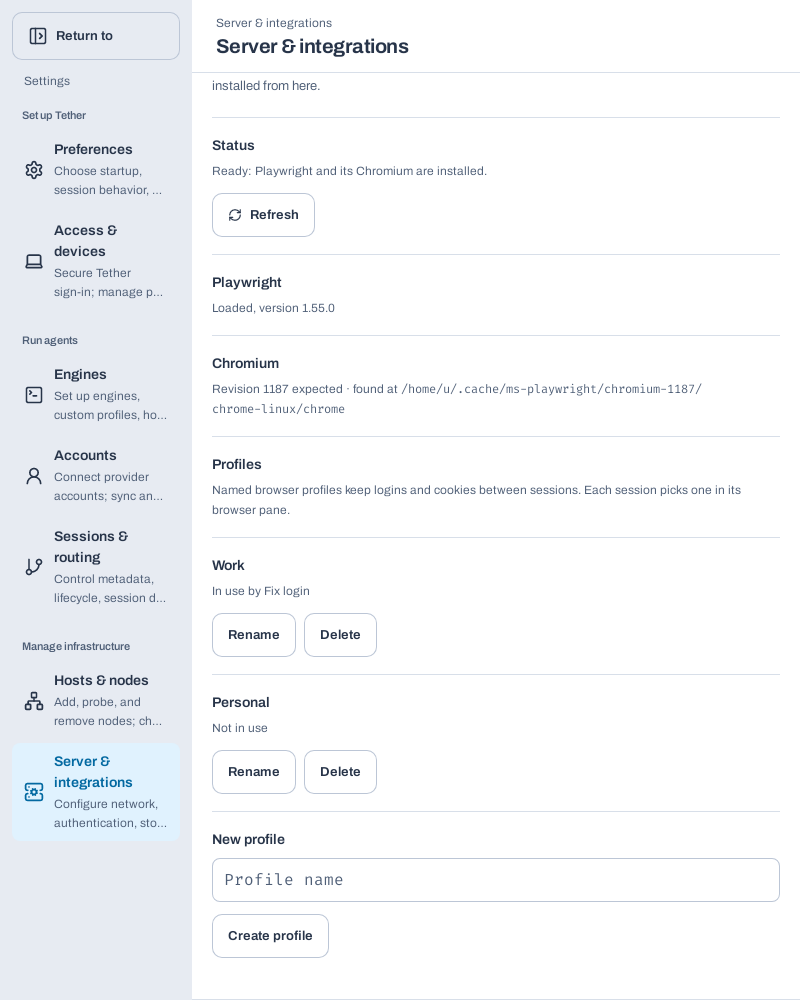 Return to
Settings
Set up Tether
Preferences
Choose startup,
session behavior, ...
Access &
devices
Secure Tether
sign-in; manage p...
Run agents
Engines
Set up engines,
custom profiles, ho...
Accounts
Connect provider
accounts; sync an...
Sessions &
routing
Control metadata,
lifecycle, session d...
Manage infrastructure
Hosts & nodes
Add, probe, and
remove nodes; ch...
Server &
integrations
Configure network,
authentication, sto...
Server & integrations
Server & integrations
installed from here.
Status
Ready: Playwright and its Chromium are installed.
Refresh
Playwright
Loaded, version 1.55.0
Chromium
Revision 1187 expected · found at /home/u/.cache/ms-playwright/chromium-1187/
chrome-linux/chrome
Profiles
Named browser profiles keep logins and cookies between sessions. Each session picks one in its
browser pane.
Work
In use by Fix login
Rename Delete
Personal
Not in use
Rename Delete
New profile
Profile name
Create profile